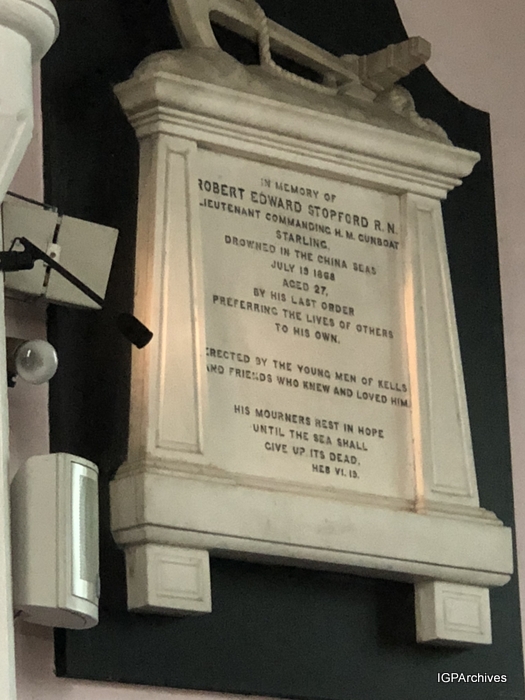 IN MEMORY OF
ROBERT EDWARD STOPFORD R.N.
LIEUTENANT COMMANDING H.M. GUNBOAT
STARLING,
DROWNED IN THE CHINA SEAS
JULY 19 1868
AGED 27,
BY HIS LAST ORDER
PREFERRING THE LIVES OF OTHERS
TO HIS OWN.
ERECTED BY THE YOUNG MEN OF KELLS
AND FRIENDS WHO KNEW AND LOVED HIM.
HIS MOURNERS REST IN HOPE
UNTIL THE SEA SHALL
GIVE UP ITS DEAD.
HEB VI. 19.
IGPArchives